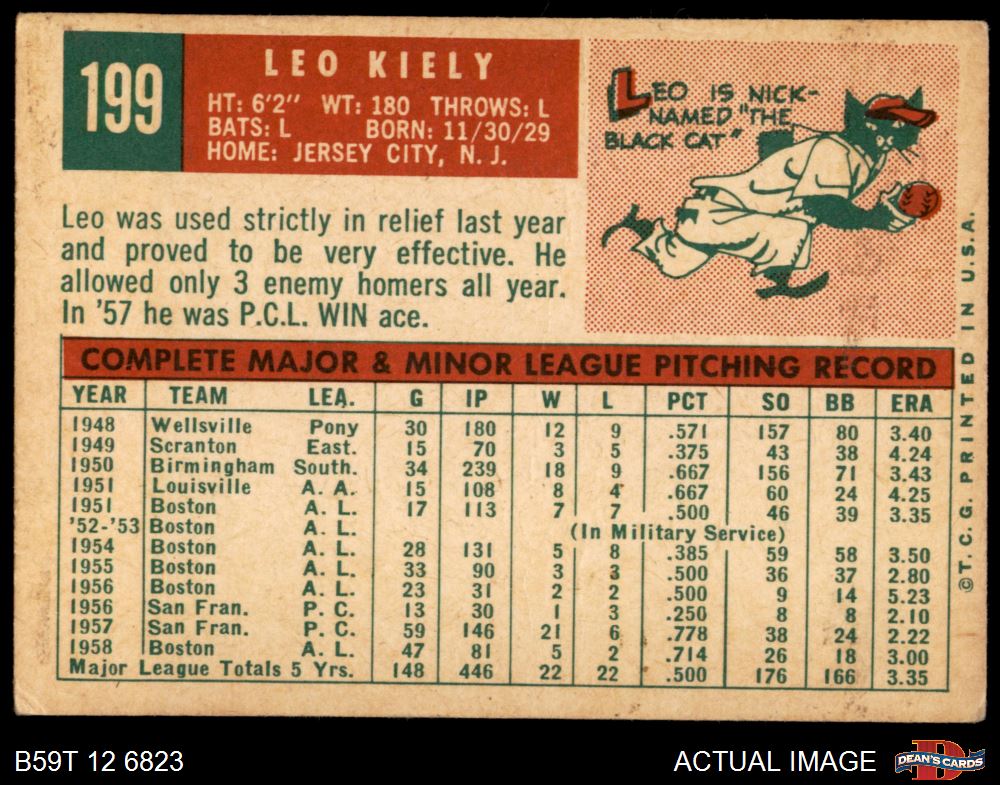 199
LEO KIELY
HT: 6'2" WT: 180 THROWS: L
BATS: L BORN: 11/30/29
HOME: JERSEY CITY, N. J.
LEO IS NICK-
NAMED "THE
BLACK CAT"
Leo was used strictly in relief last year
and proved to be very effective. He
allowed only 3 enemy homers all year.
In '57 he was P.C.L. WIN ace.
COMPLETE MAJOR & MINOR LEAGUE PITCHING RECORD
YEAR TEAM LEA. G IP W L PCT SO BB ERA
1948 Wellsville Pony 30 180 12 9 .571 157 80 3.40
1949 Scranton East. 15 70 3 5 .375 43 38 4.24
1950 Birmingham South. 34 239 18 9 .667 156 71 3.43
1951 Louisville A. A. 15 108 8 4 .667 60 24 4.25
1951 Boston A. L. 17 113 7 7 .500 46 39 3.35
'52-'53 Boston A. L. (In Military Service)
1954 Boston A. L. 28 131 5 8 .385 59 58 3.50
1955 Boston A. L. 33 90 3 3 .500 36 37 2.80
1956 Boston A. L. 23 31 2 2 .500 9 14 5.23
1956 San Fran. P. C. 13 30 1 3 .250 8 8 2.10
1957 San Fran. P. C. 59 146 21 6 .778 38 24 2.22
1958 Boston A. L. 47 81 5 2 .714 26 18 3.00
Major League Totals 5 Yrs. 148 446 22 22 .500 176 166 3.35
©T.C.G. PRINTED IN U.S.A.
B59T 12 6823
ACTUAL IMAGE
DEAN'S CARDS